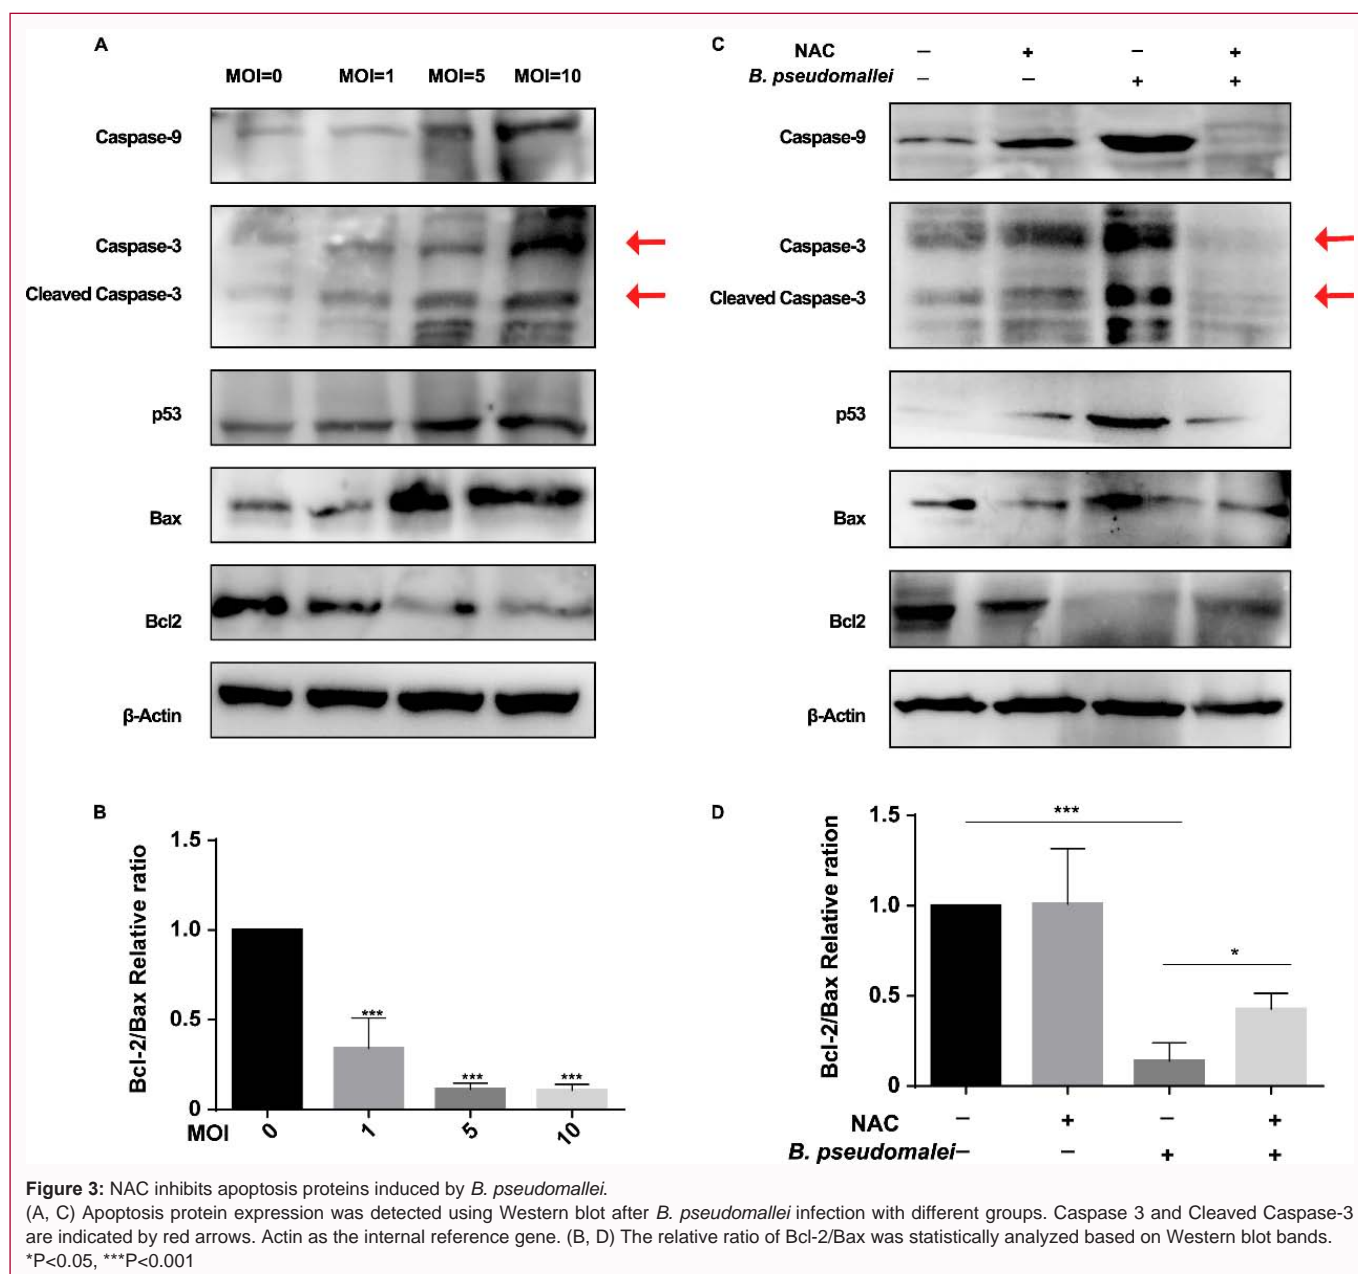 A
MOI=0 MOI=1 MOI=5 MOI=10
Caspase-9
Caspase-3
Cleaved Caspase-3
p53
Bax
Bcl2
β-Actin
C
NAC – + – +
B. pseudomallei – – + +
Caspase-9
Caspase-3
Cleaved Caspase-3
p53
Bax
Bcl2
β-Actin
B
Bcl-2/Bax Relative ratio
1.5
1.0
0.5
0
*** *** ***
MOI 0 1 5 10
D
Bcl-2/Bax Relative ration
1.5
1.0
0.5
0
***
*
NAC – + – +
B. pseudomalei – – + +
Figure 3: NAC inhibits apoptosis proteins induced by B. pseudomallei.
(A, C) Apoptosis protein expression was detected using Western blot after B. pseudomallei infection with different groups. Caspase 3 and Cleaved Caspase-3
are indicated by red arrows. Actin as the internal reference gene. (B, D) The relative ratio of Bcl-2/Bax was statistically analyzed based on Western blot bands.
*P<0.05, ***P<0.001